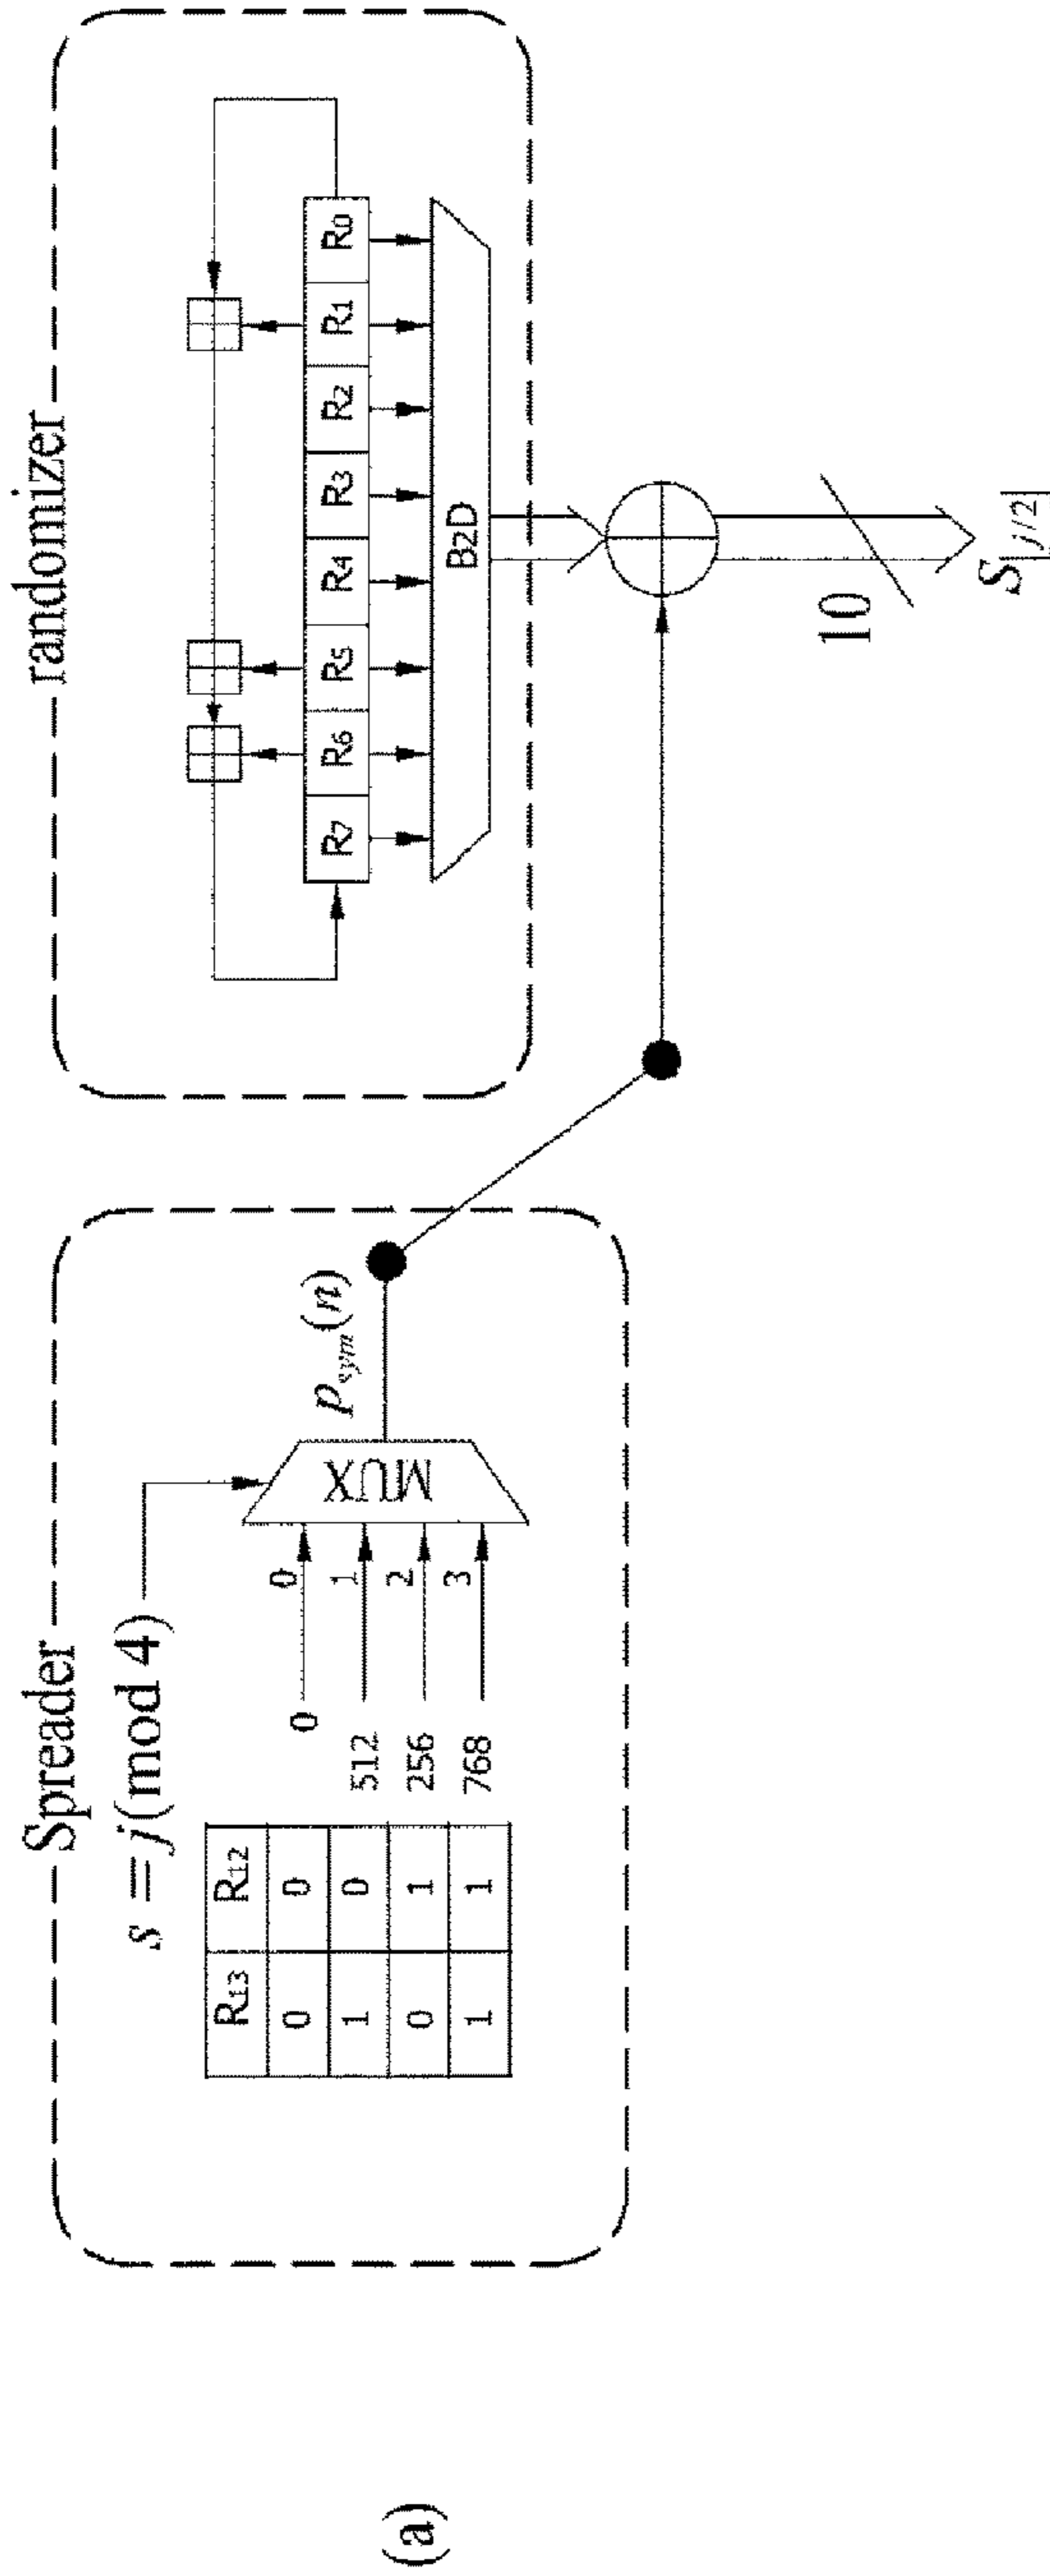 (a)
Spreader
s = j(mod 4)
R13 R12
0 0
1 0
0 1
1 1
0 0
512 1
256 2
768 3
MUX
Psym(n)
randomizer
R7 R6 R5 R4 R3 R2 R1 R0
B2D
10
S⌊j/2⌋